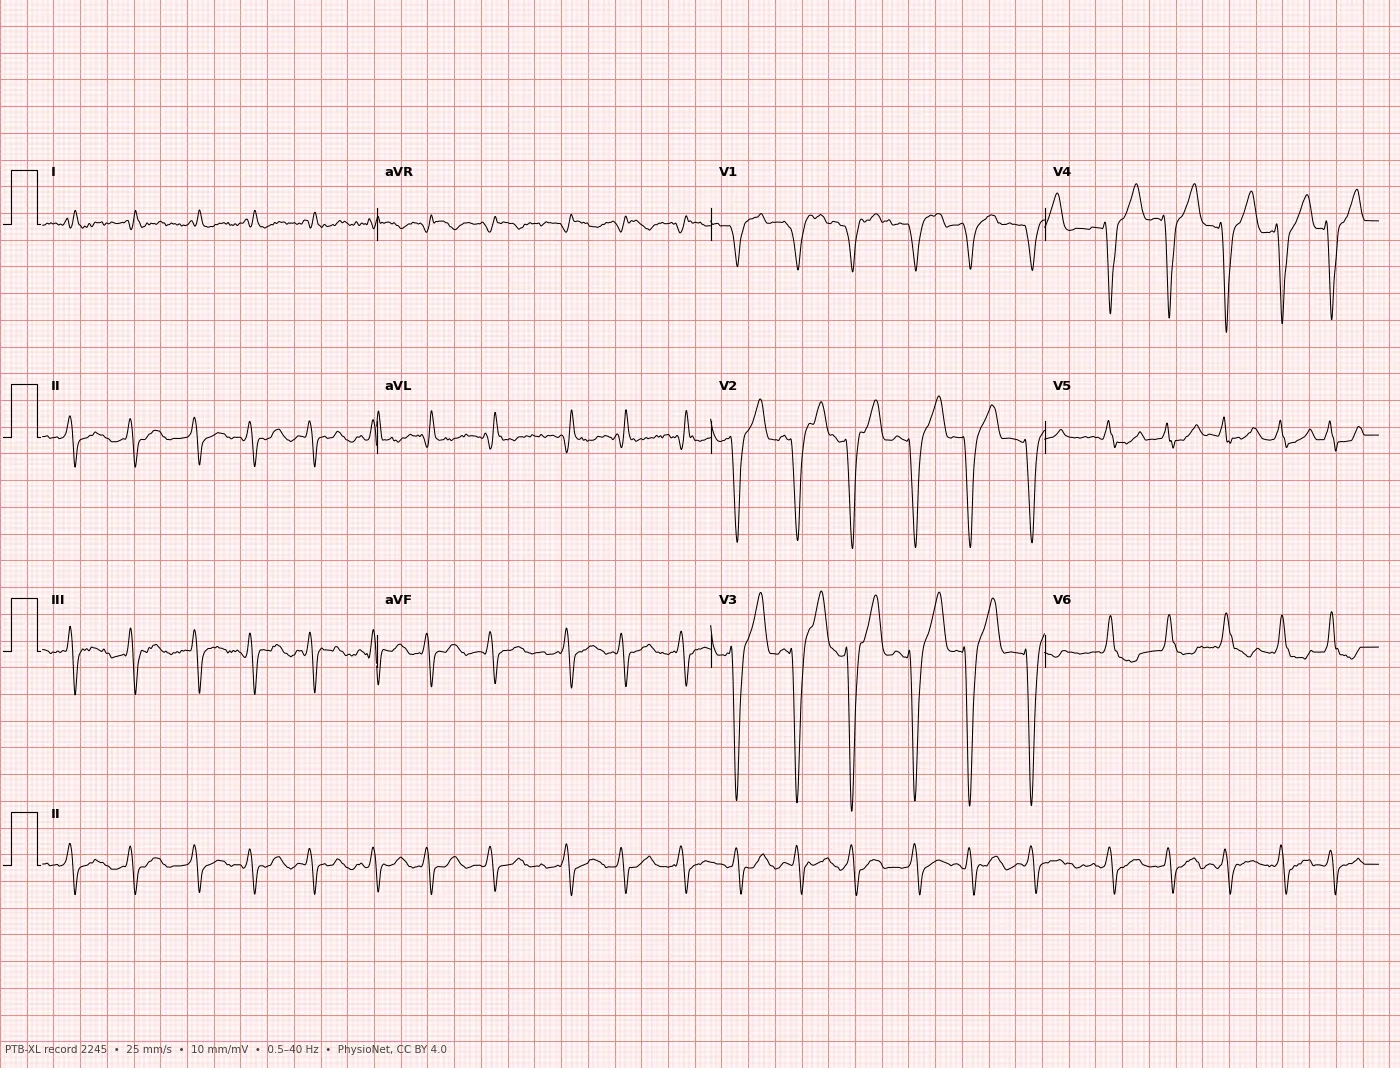 I aVR V1 V4
II aVL V2 V5
III aVF V3 V6
II
PTB-XL record 2245 • 25 mm/s • 10 mm/mV • 0.5–40 Hz • PhysioNet, CC BY 4.0